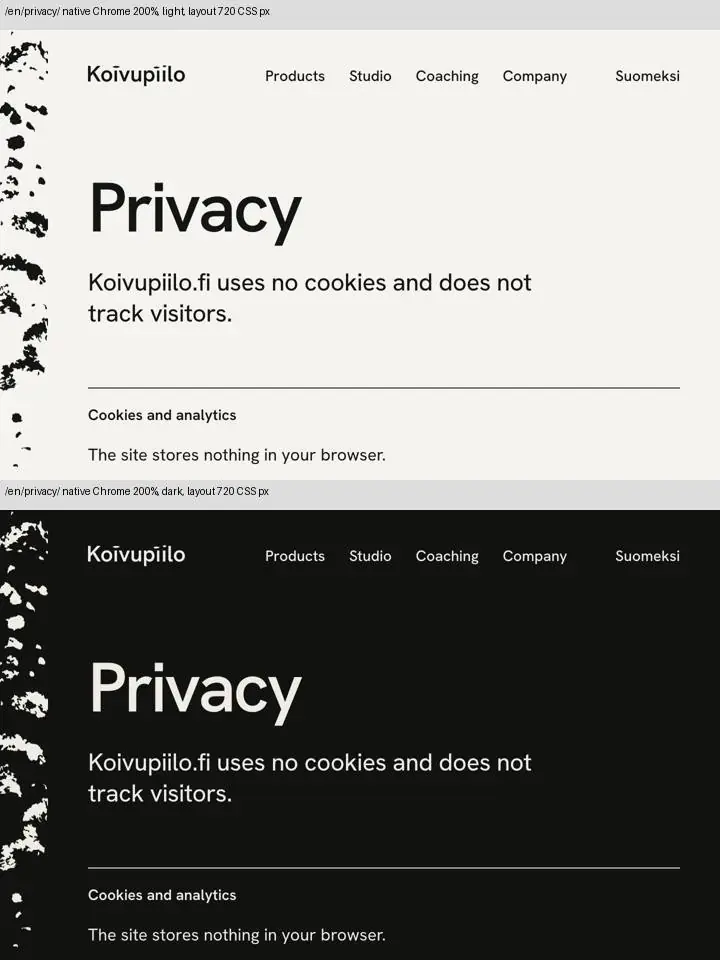 /en/privacy/ native Chrome 200%, light, layout 720 CSS px
Koivupiilo
Products Studio Coaching Company Suomeksi
Privacy
Koivupiilo.fi uses no cookies and does not
track visitors.
Cookies and analytics
The site stores nothing in your browser.
/en/privacy/ native Chrome 200%, dark, layout 720 CSS px
Koivupiilo
Products Studio Coaching Company Suomeksi
Privacy
Koivupiilo.fi uses no cookies and does not
track visitors.
Cookies and analytics
The site stores nothing in your browser.